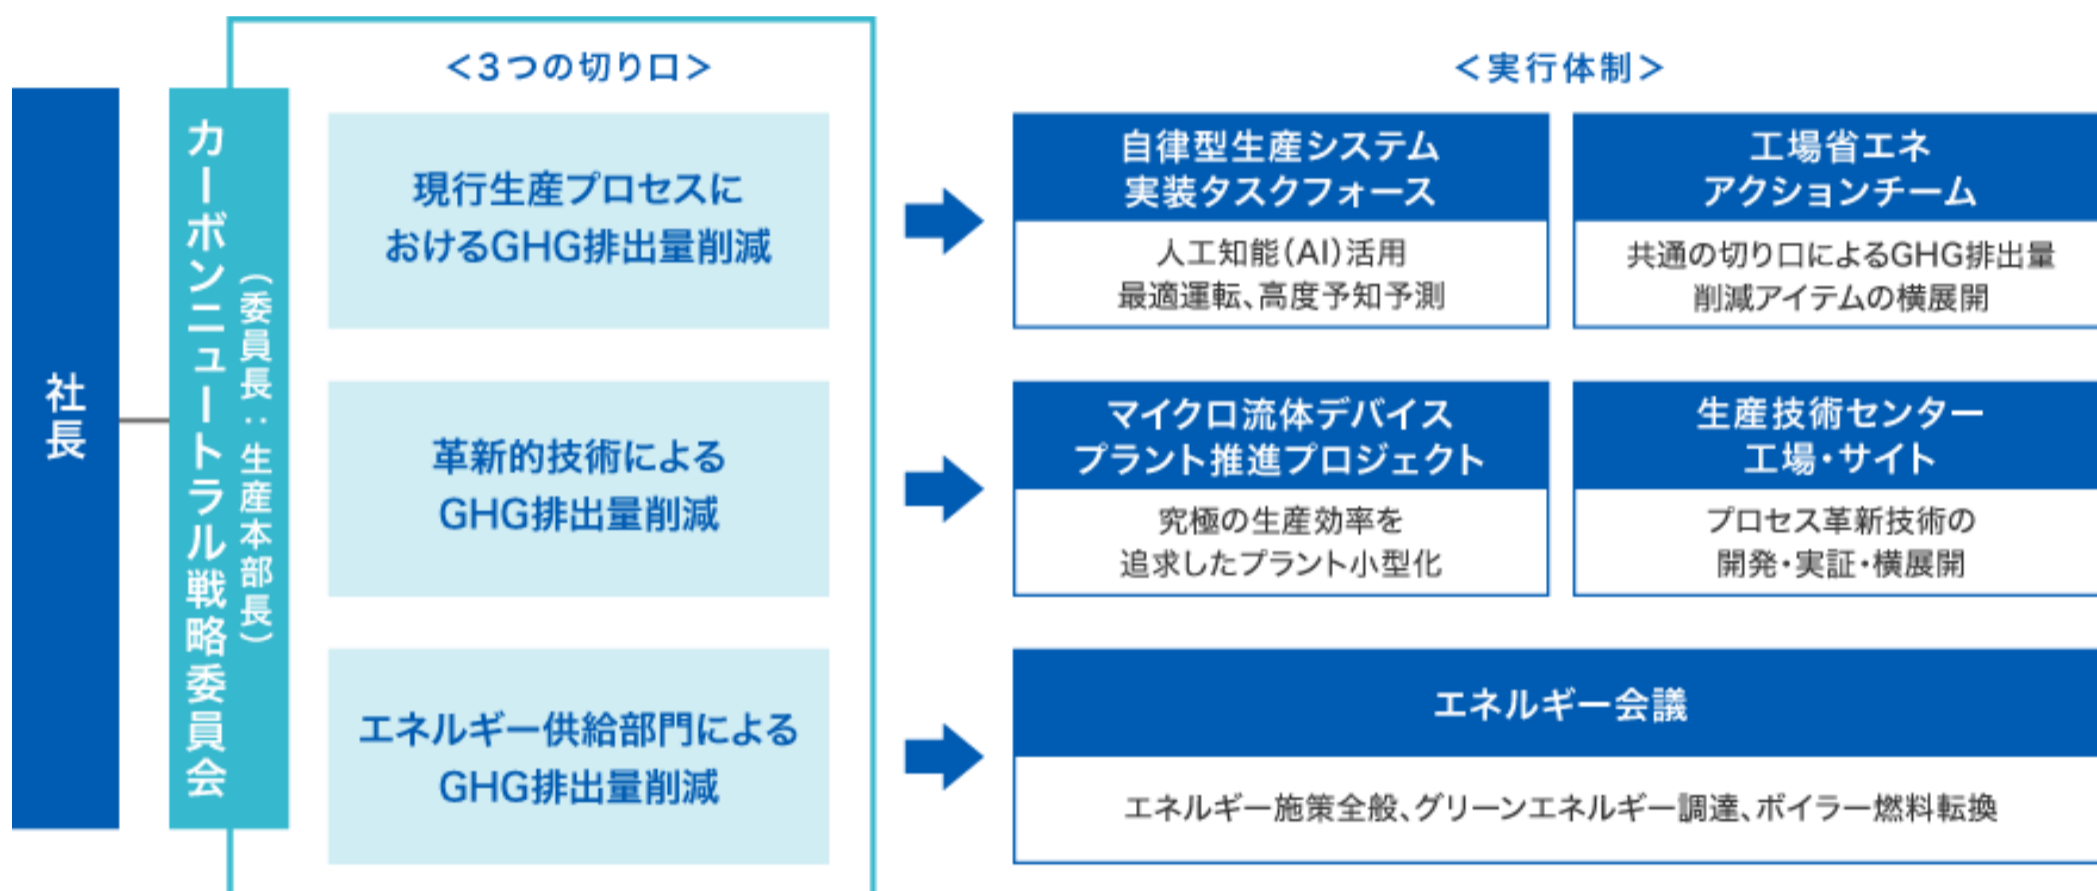 社長
カーボンニュートラル戦略委員会
（委員長：生産本部長）
＜3つの切り口＞
現行生産プロセスに
おけるGHG排出量削減
革新的技術による
GHG排出量削減
エネルギー供給部門による
GHG排出量削減
＜実行体制＞
自律型生産システム
実装タスクフォース
人工知能（AI）活用
最適運転、高度予知予測
工場省エネ
アクションチーム
共通の切り口によるGHG排出量
削減アイテムの横展開
マイクロ流体デバイス
プラント推進プロジェクト
究極の生産効率を
追求したプラント小型化
生産技術センター
工場・サイト
プロセス革新技術の
開発・実証・横展開
エネルギー会議
エネルギー施策全般、グリーンエネルギー調達、ボイラー燃料転換